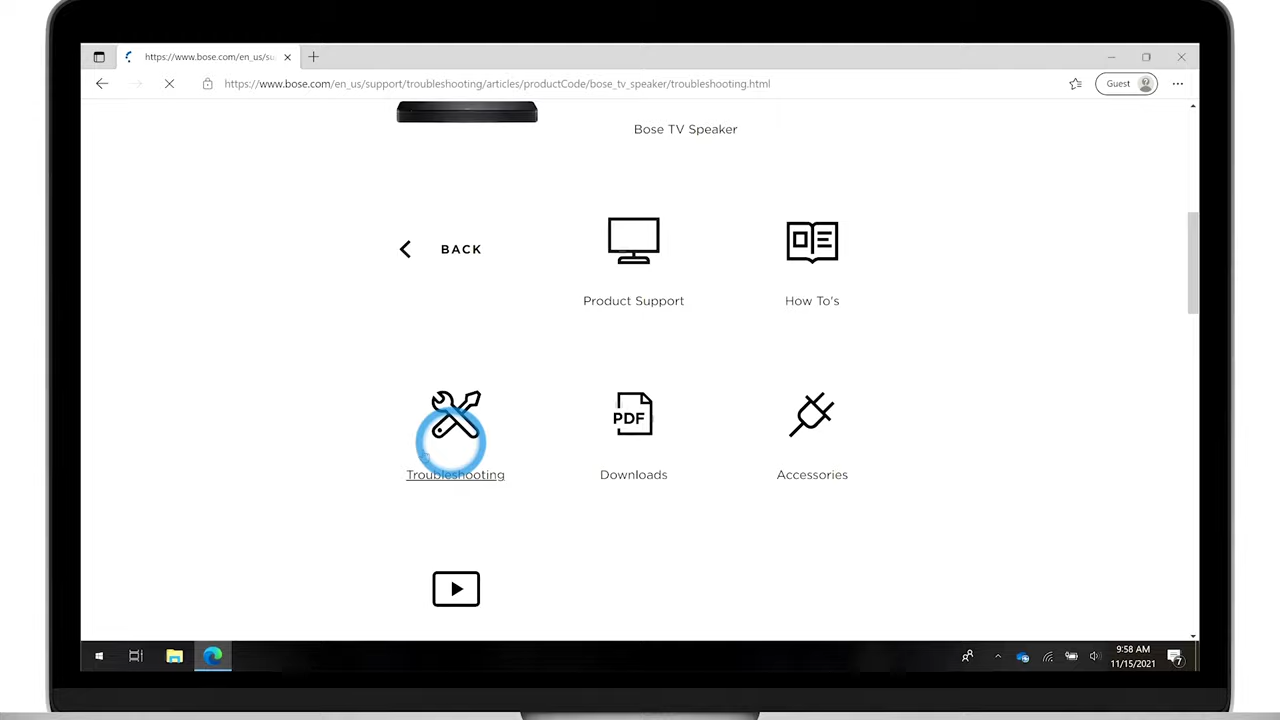 https://www.bose.com/en_us/su
https://www.bose.com/en_us/support/troubleshooting/articles/productCode/bose_tv_speaker/troubleshooting.html
Guest
Bose TV Speaker
BACK
Product Support
How To's
PDF
Troubleshooting
Downloads
Accessories
9:58 AM
11/15/2021
7